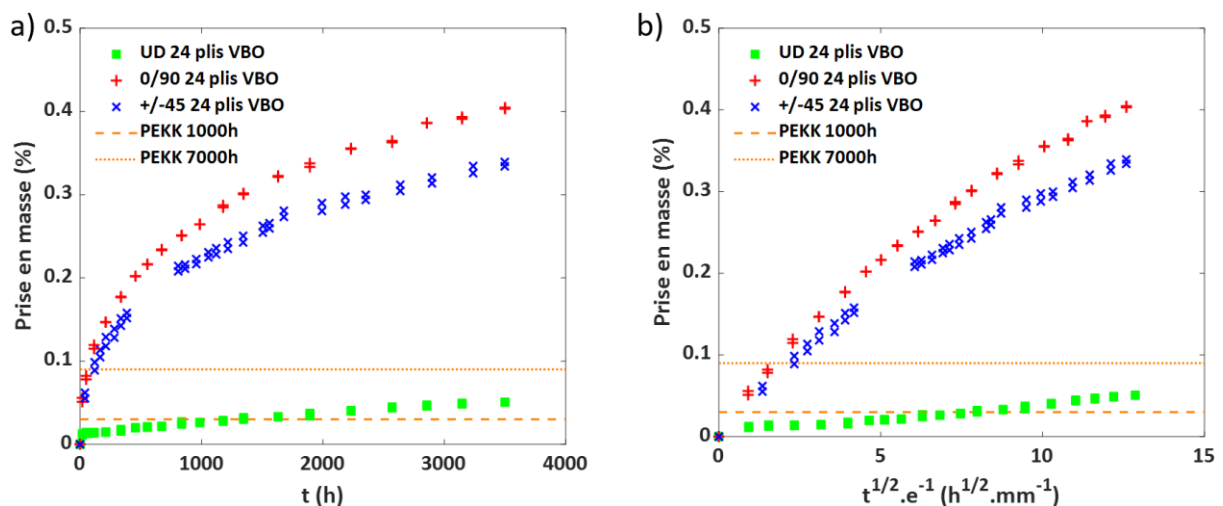 a)
0.5
0.4
0.3
0.2
0.1
0
Prise en masse (%)
UD 24 plis VBO
0/90 24 plis VBO
+/-45 24 plis VBO
PEKK 1000h
PEKK 7000h
0 1000 2000 3000 4000
t (h)
b)
0.5
0.4
0.3
0.2
0.1
0
Prise en masse (%)
UD 24 plis VBO
0/90 24 plis VBO
+/-45 24 plis VBO
PEKK 1000h
PEKK 7000h
0 5 10 15
t^{1/2}.e^{-1} (h^{1/2}.mm^{-1})